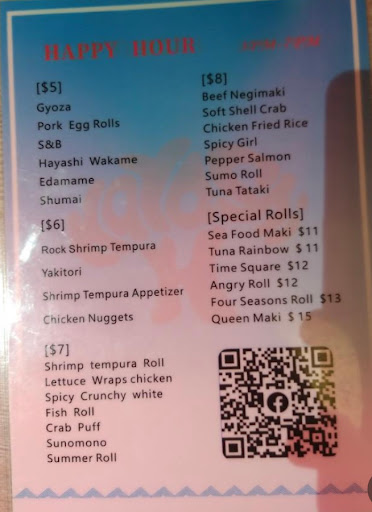 HAPPY HOUR
[$5]
Gyoza
Pork Egg Rolls
S&B
Hayashi Wakame
Edamame
Shumai
[$6]
Rock Shrimp Tempura
Yakitori
Shrimp Tempura Appetizer
Chicken Nuggets
[$7]
Shrimp tempura Roll
Lettuce Wraps chicken
Spicy Crunchy white
Fish Roll
Crab Puff
Sunomono
Summer Roll
[$8]
Beef Negimaki
Soft Shell Crab
Chicken Fried Rice
Spicy Girl
Pepper Salmon
Sumo Roll
Tuna Tataki
[Special Rolls]
Sea Food Maki $11
Tuna Rainbow $11
Time Square $12
Angry Roll $12
Four Seasons Roll $13
Queen Maki $15